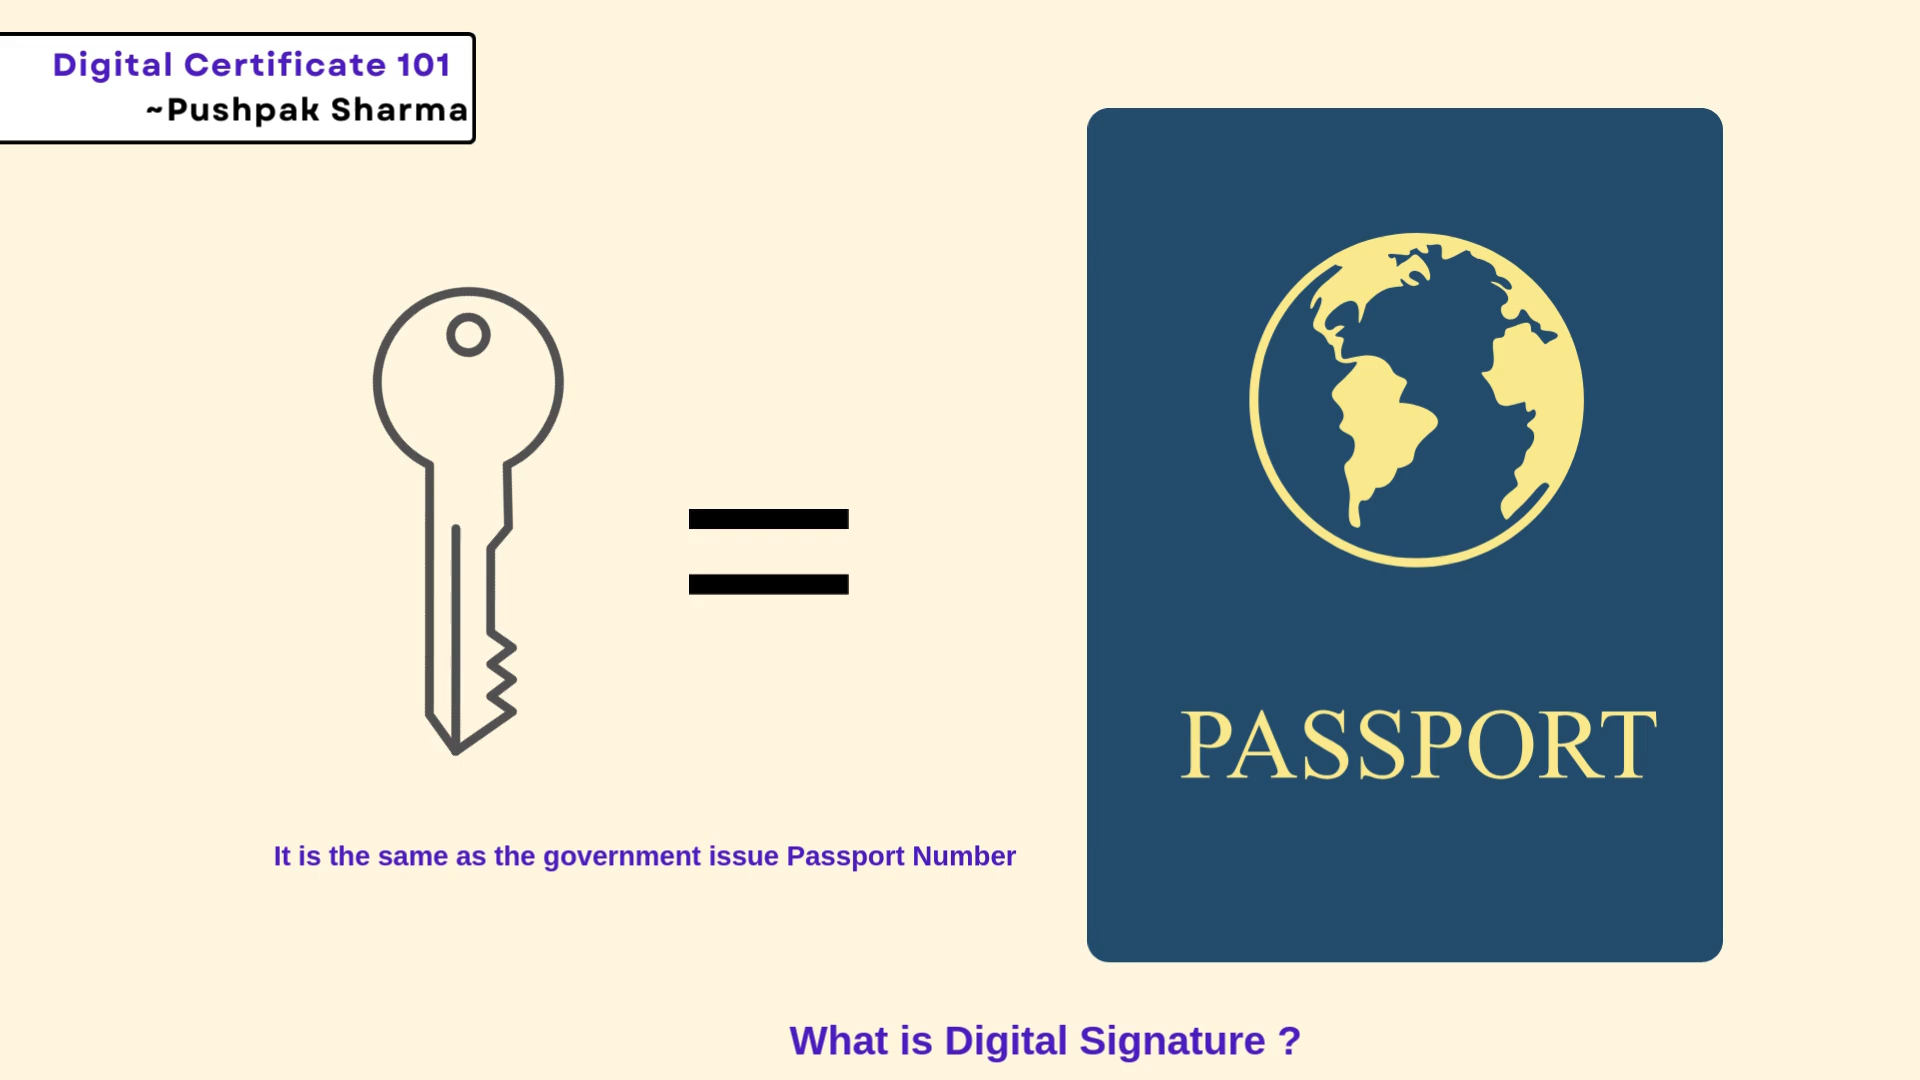 Digital Certificate 101
~Pushpak Sharma
PASSPORT
It is the same as the government issue Passport Number
What is Digital Signature ?